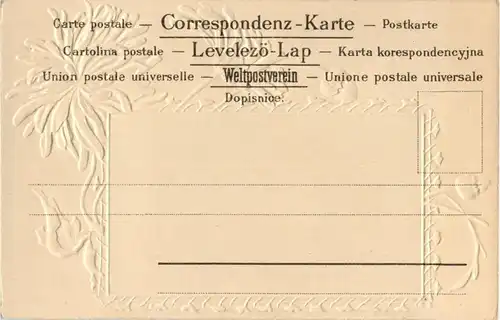 Carte postale — Correspondenz-Karte — Postkarte
Cartolina postale — Levelezö-Lap — Karta korespondencyjna
Union postale universelle — Weltpostverein — Unione postale universale
Dopisnice.